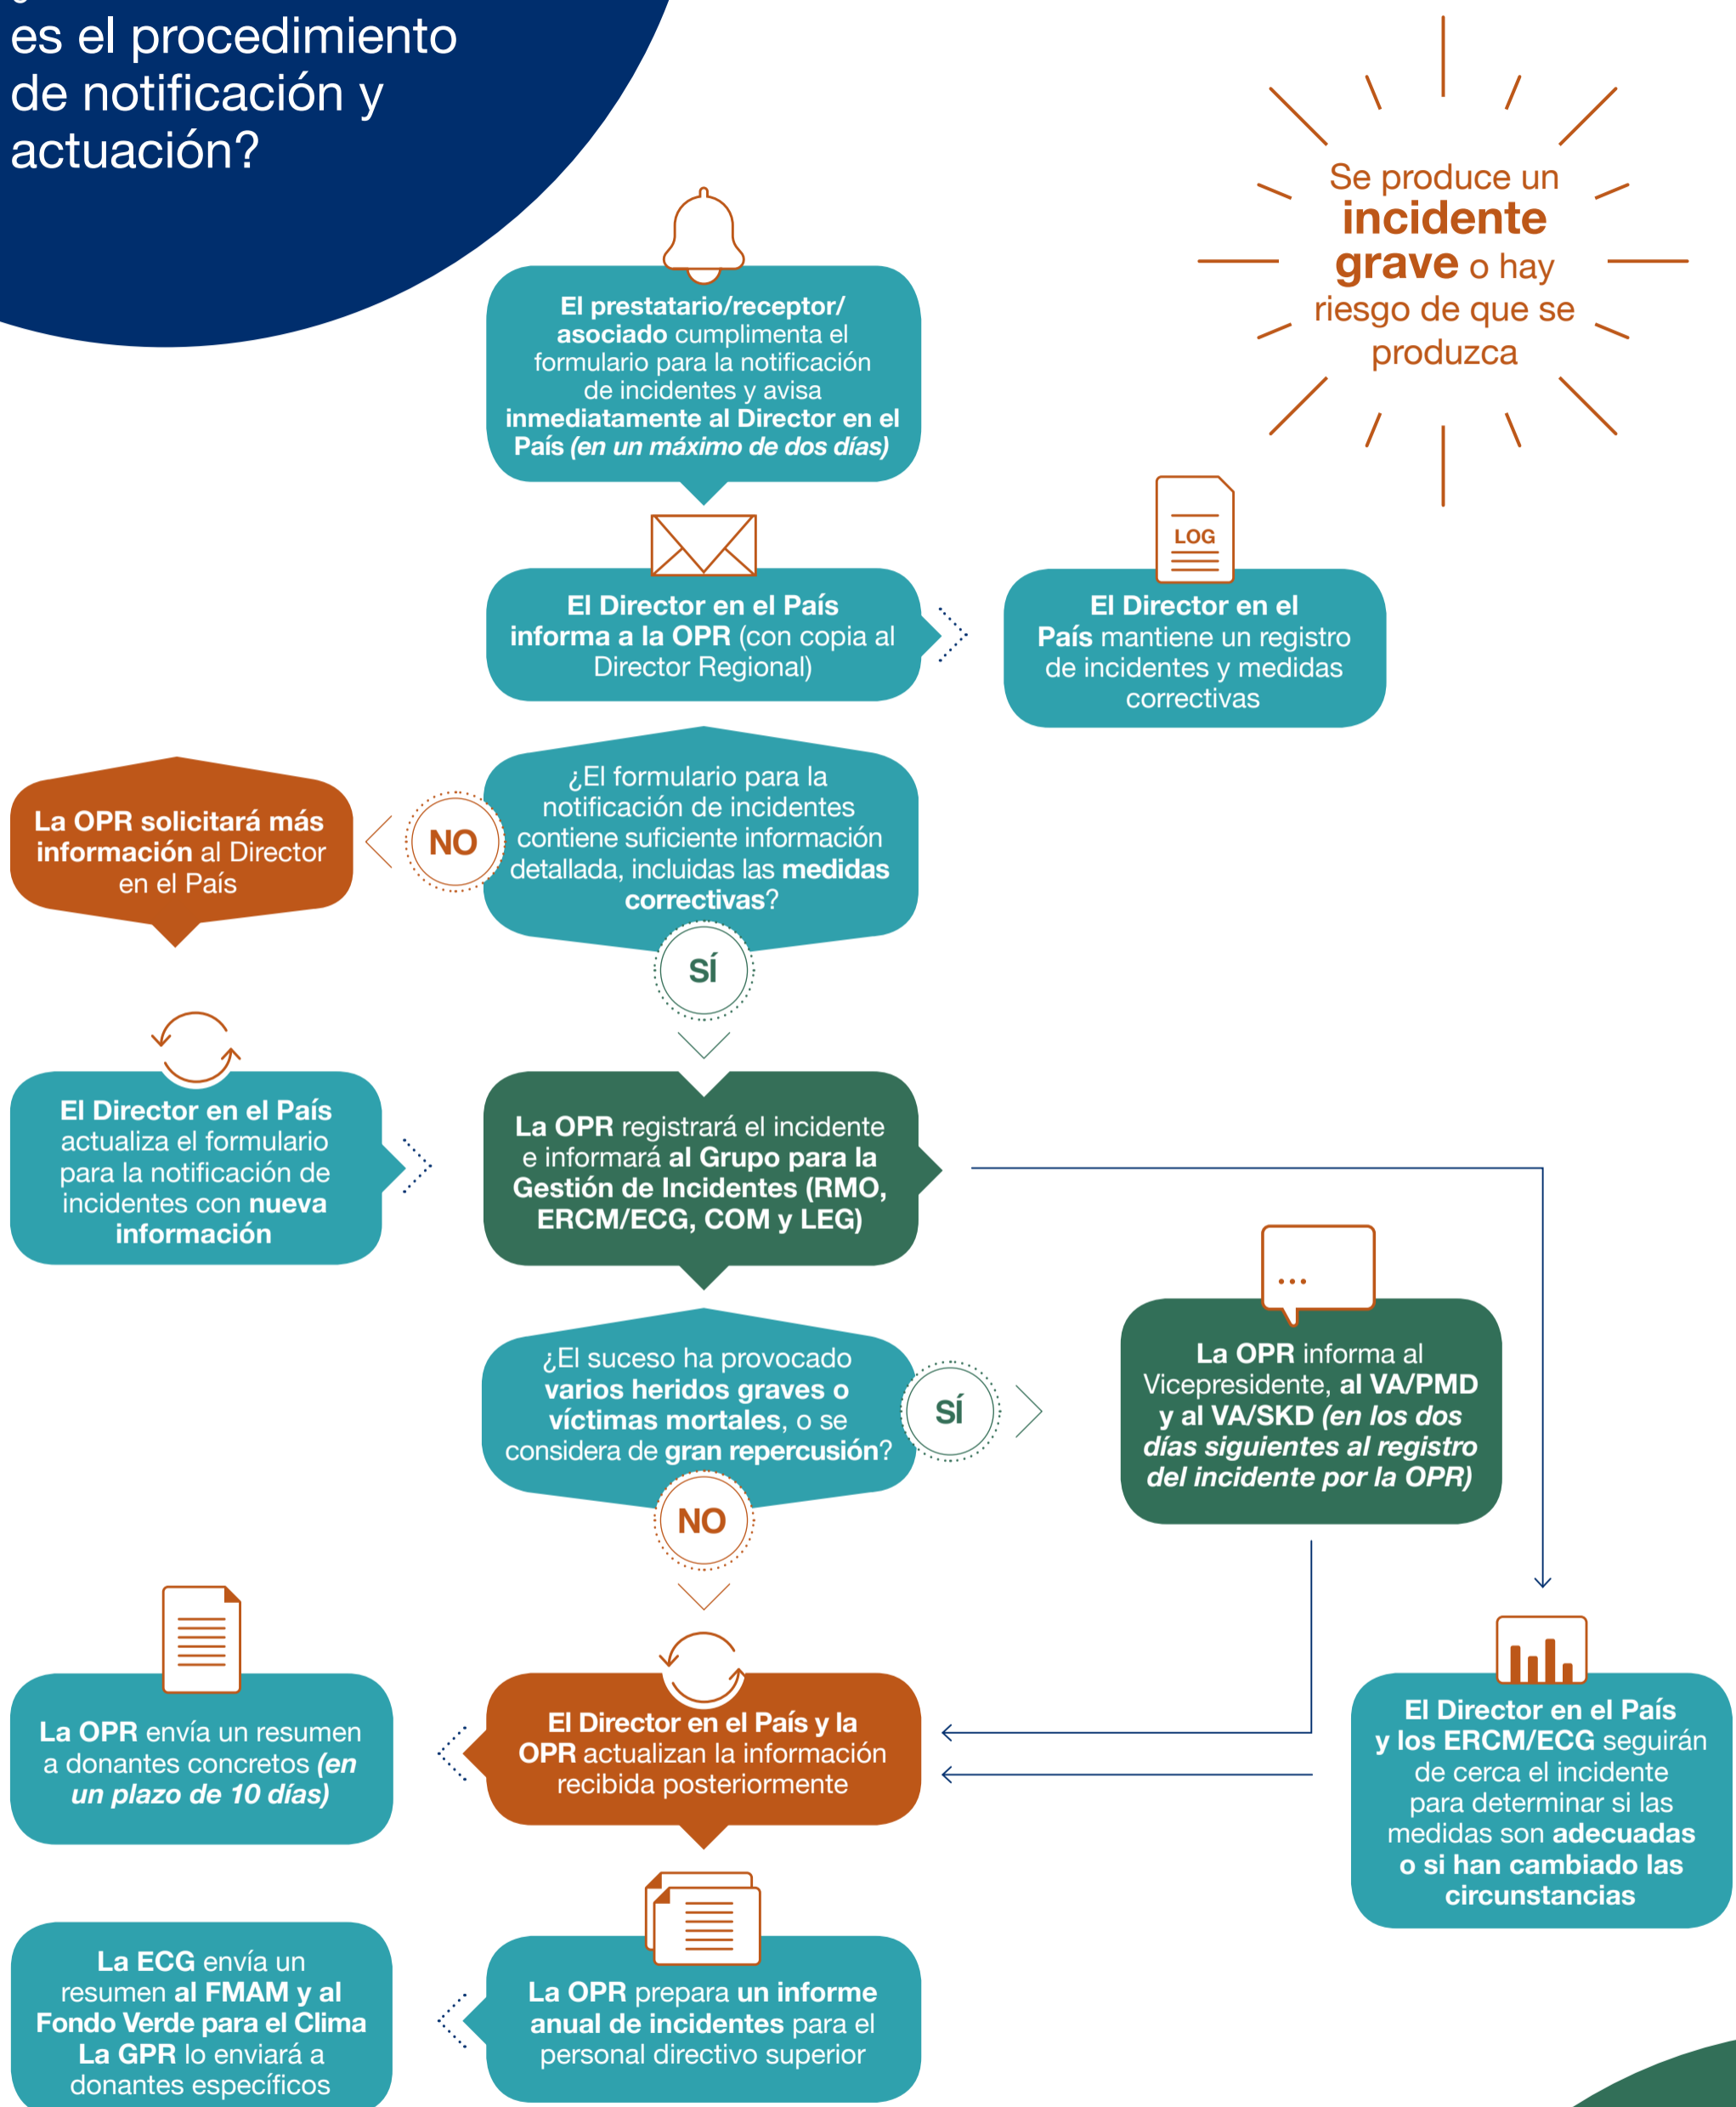 es el procedimiento
de notificación y
actuación?
Se produce un
incidente
grave o hay
riesgo de que se
produzca
El prestatario/receptor/
asociado cumplimenta el
formulario para la notificación
de incidentes y avisa
inmediatamente al Director en el
País (en un máximo de dos días)
El Director en el País
informa a la OPR (con copia al
Director Regional)
LOG
El Director en el
País mantiene un registro
de incidentes y medidas
correctivas
¿El formulario para la
notificación de incidentes
contiene suficiente información
detallada, incluidas las medidas
correctivas?
NO
La OPR solicitará más
información al Director
en el País
SÍ
El Director en el País
actualiza el formulario
para la notificación de
incidentes con nueva
información
La OPR registrará el incidente
e informará al Grupo para la
Gestión de Incidentes (RMO,
ERCM/ECG, COM y LEG)
¿El suceso ha provocado
varios heridos graves o
víctimas mortales, o se
considera de gran repercusión?
SÍ
...
La OPR informa al
Vicepresidente, al VA/PMD
y al VA/SKD (en los dos
días siguientes al registro
del incidente por la OPR)
NO
El Director en el País y la
OPR actualizan la información
recibida posteriormente
La OPR envía un resumen
a donantes concretos (en
un plazo de 10 días)
El Director en el País
y los ERCM/ECG seguirán
de cerca el incidente
para determinar si las
medidas son adecuadas
o si han cambiado las
circunstancias
La OPR prepara un informe
anual de incidentes para el
personal directivo superior
La ECG envía un
resumen al FMAM y al
Fondo Verde para el Clima
La GPR lo enviará a
donantes específicos